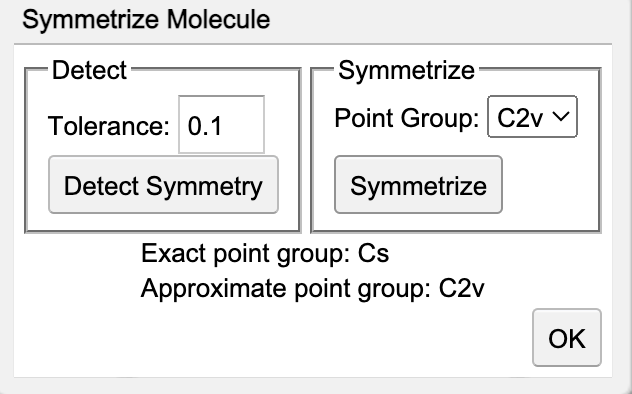 Symmetrize Molecule
Detect
Tolerance: 0.1
Detect Symmetry
Symmetrize
Point Group: C2v
Symmetrize
Exact point group: Cs
Approximate point group: C2v
OK